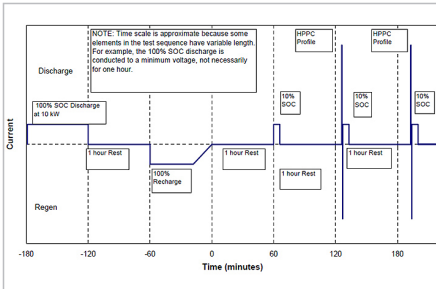 NOTE: Time scale is approximate because some
elements in the test sequence have variable length.
For example, the 100% SOC discharge is
conducted to a minimum voltage, not necessarily
for one hour.
HPPC
Profile
HPPC
Profile
Discharge
100% SOC Discharge
at 10 kW
10%
SOC
10%
SOC
10%
SOC
Current
1 hour Rest
100%
Recharge
1 hour Rest
1 hour Rest
1 hour Rest
Regen
-180
-120
-60
0
60
120
180
Time (minutes)